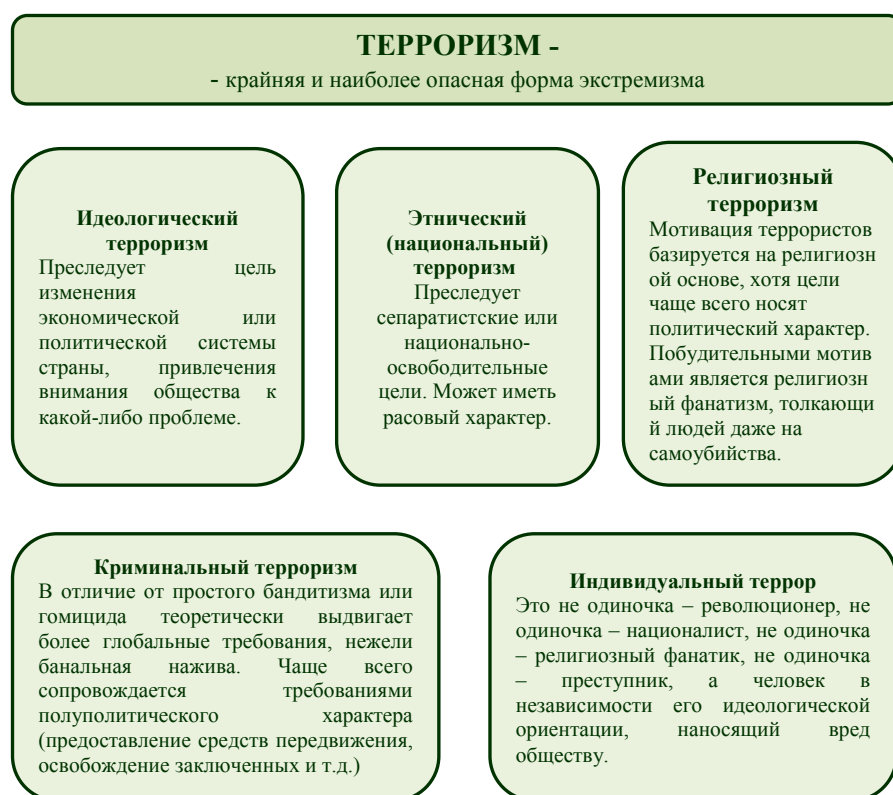 ТЕРРОРИЗМ -
- крайняя и наиболее опасная форма экстремизма
Идеологический
терроризм
Преследует цель
изменения
экономической или
политической системы
страны, привлечения
внимания общества к
какой-либо проблеме.
Этнический
(национальный)
терроризм
Преследует
сепаратистские или
национально-
освободительные
цели. Может иметь
расовый характер.
Религиозный
терроризм
Мотивация террористов
базируется на религиозн
ой основе, хотя цели
чаще всего носят
политический характер.
Побудительными мотив
ами является религиозн
ый фанатизм, толкающи
й людей даже на
самоубийства.
Криминальный терроризм
В отличие от простого бандитизма или
гомицида теоретически выдвигает
более глобальные требования, нежели
банальная нажива. Чаще всего
сопровождается требованиями
полуполитического характера
(предоставление средств передвижения,
освобождение заключенных и т.д.)
Индивидуальный террор
Это не одиночка – революционер, не
одиночка – националист, не одиночка
– религиозный фанатик, не одиночка
– преступник, а человек в
независимости его идеологической
ориентации, наносящий вред
обществу.